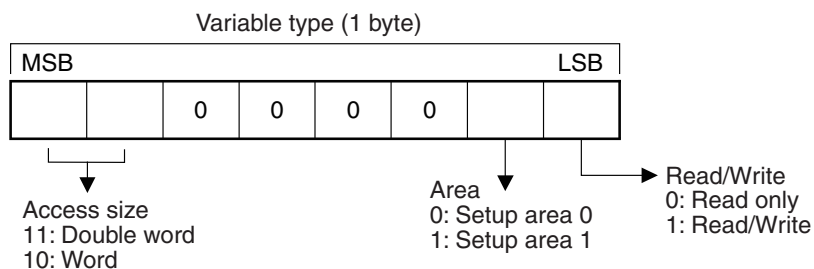 Variable type (1 byte)
MSB LSB
0 0 0 0
Access size
11: Double word
10: Word
Area
0: Setup area 0
1: Setup area 1
Read/Write
0: Read only
1: Read/Write